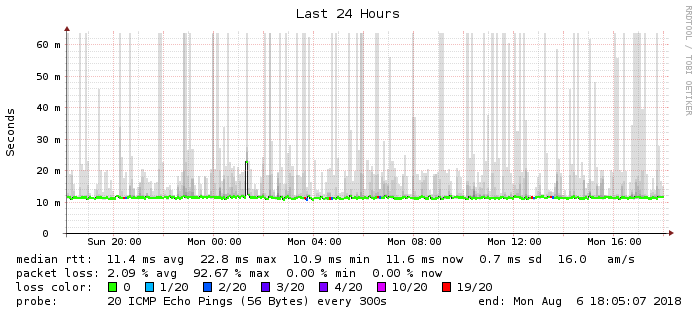 Last 24 Hours
RRDTOOL / TOBI OETIKER
Seconds
60 m
50 m
40 m
30 m
20 m
10 m
0
Sun 20:00 Mon 00:00 Mon 04:00 Mon 08:00 Mon 12:00 Mon 16:00
median rtt: 11.4 ms avg 22.8 ms max 10.9 ms min 11.6 ms now 0.7 ms sd 16.0 am/s
packet loss: 2.09 % avg 92.67 % max 0.00 % min 0.00 % now
loss color: 0 1/20 2/20 3/20 4/20 10/20 19/20
probe: 20 ICMP Echo Pings (56 Bytes) every 300s end: Mon Aug 6 18:05:07 2018